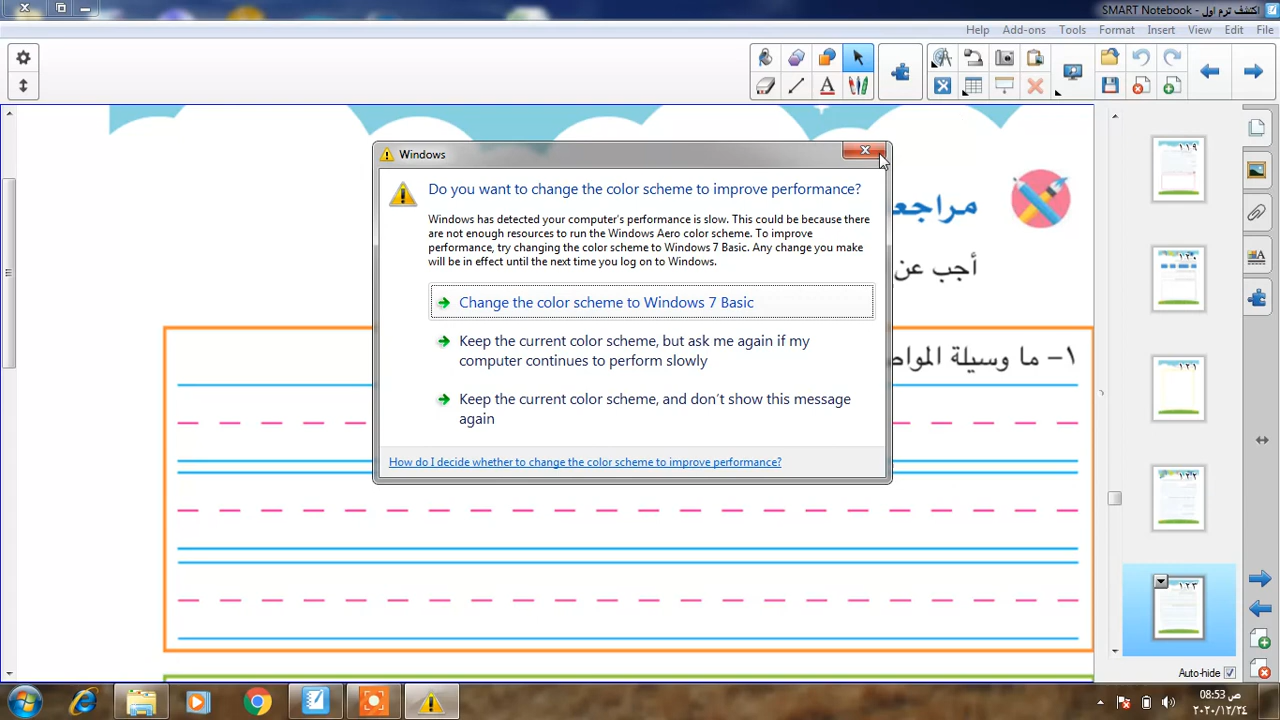 اكتشف ترم اول - SMART Notebook
Help Add-ons Tools Format Insert View Edit File
Windows
Do you want to change the color scheme to improve performance?
Windows has detected your computer's performance is slow. This could be because there
are not enough resources to run the Windows Aero color scheme. To improve
performance, try changing the color scheme to Windows 7 Basic. Any change you make
will be in effect until the next time you log on to Windows.
Change the color scheme to Windows 7 Basic
Keep the current color scheme, but ask me again if my
computer continues to perform slowly
Keep the current color scheme, and don't show this message
again
How do I decide whether to change the color scheme to improve performance?
أجب عن
١- ما وسيلة
١١٩
١٢٠
١٢١
١٢٢
١٢٣
Auto-hide
08:53 ص
٢٠٢٠/١٢/٢٤